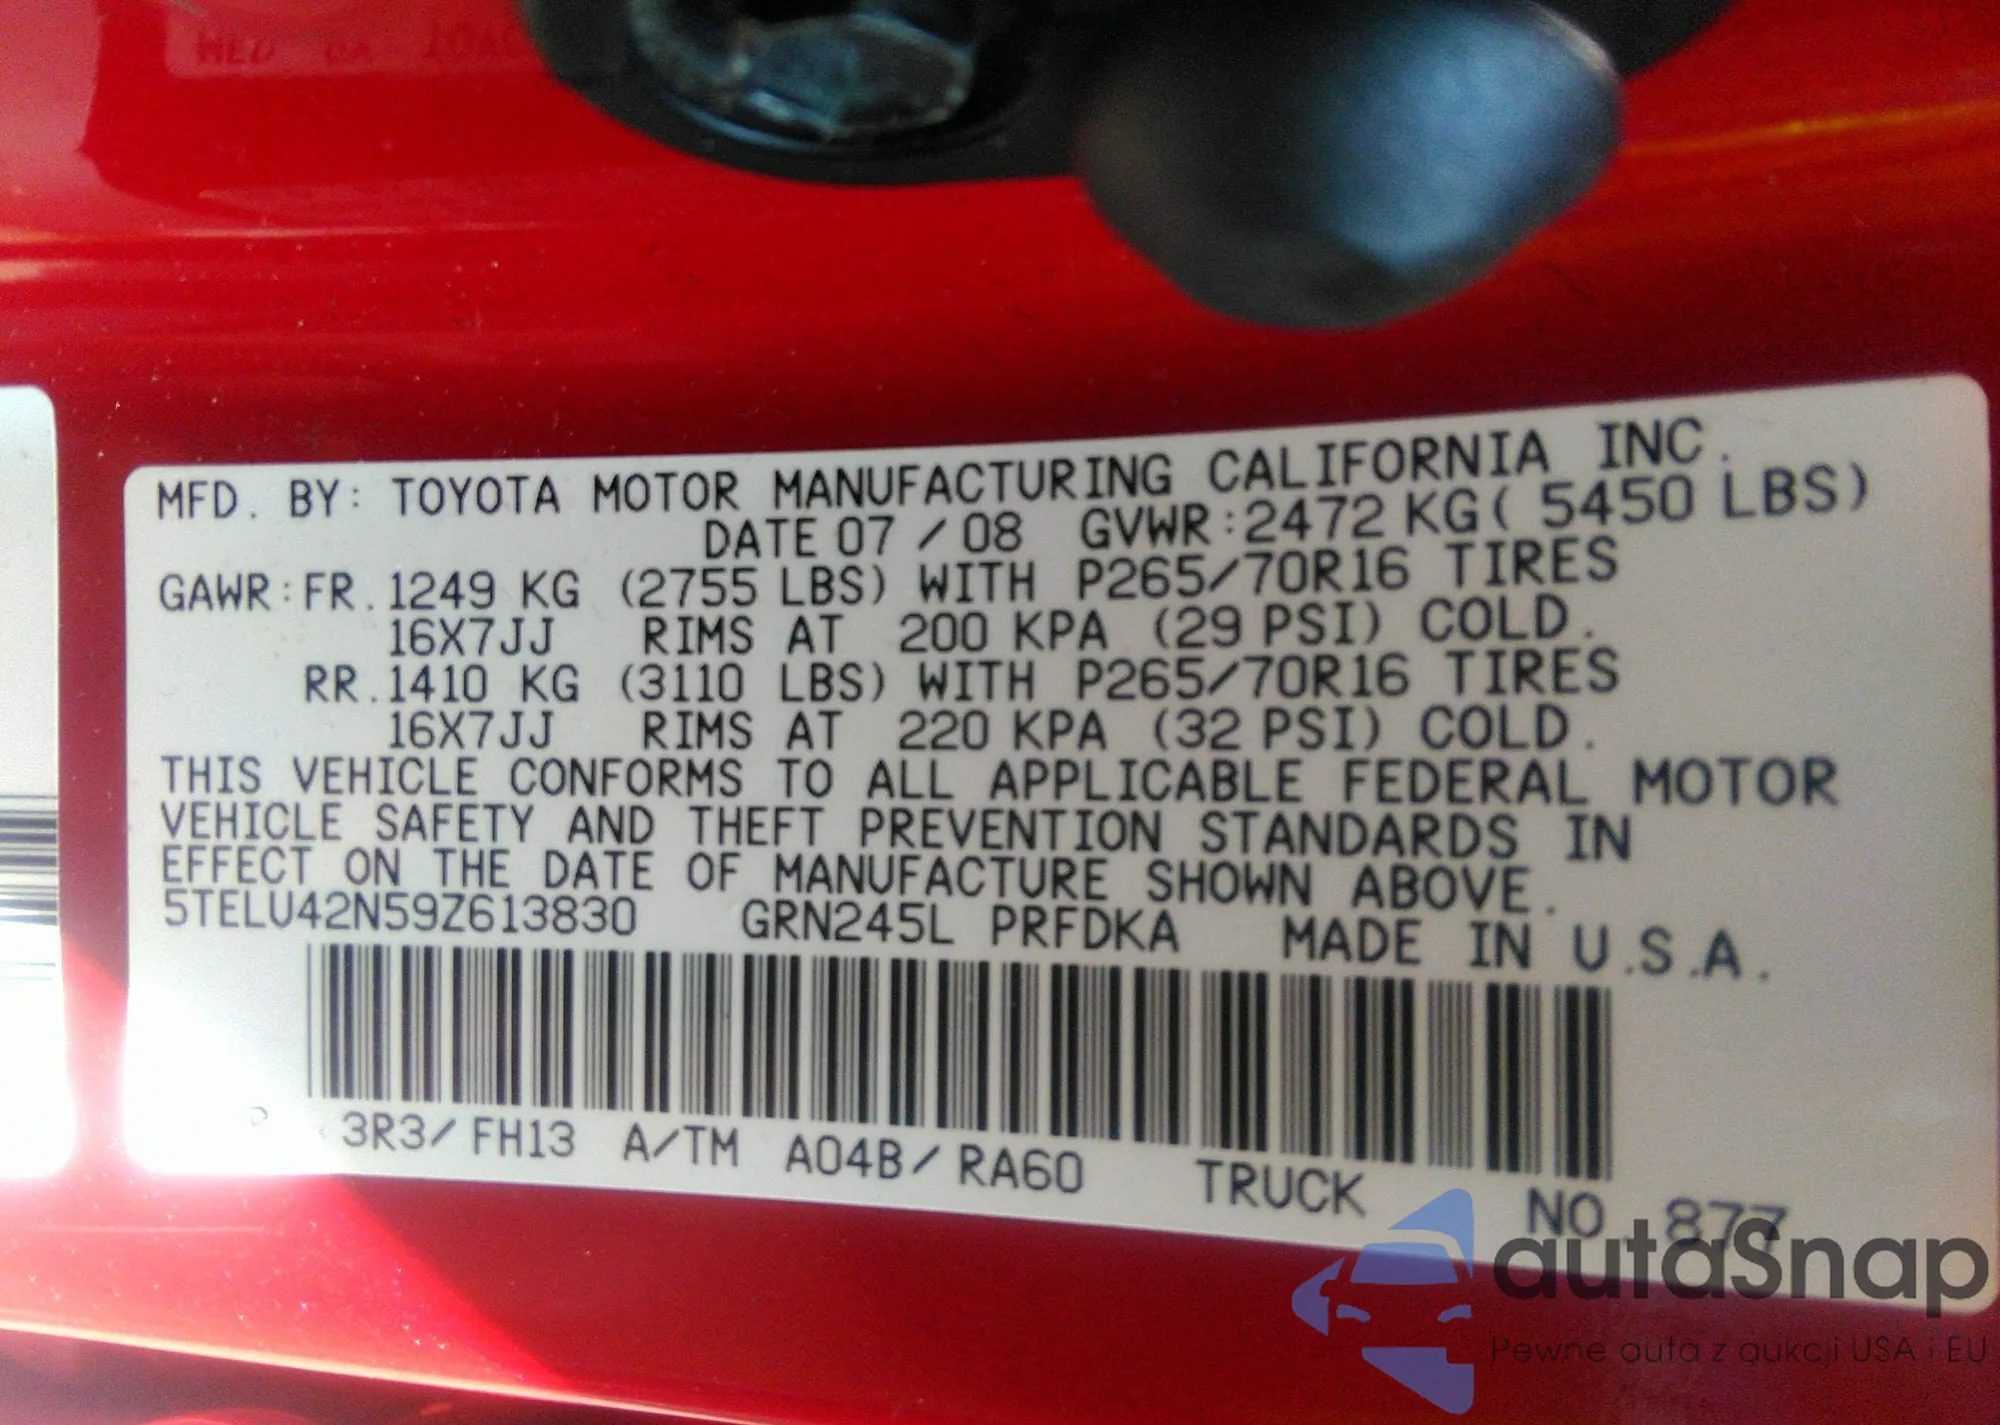 MFD. BY: TOYOTA MOTOR MANUFACTURING CALIFORNIA INC.
DATE 07 / 08 GVWR:2472 KG( 5450 LBS)
GAWR:FR.1249 KG (2755 LBS) WITH P265/70R16 TIRES
16X7JJ RIMS AT 200 KPA (29 PSI) COLD.
RR.1410 KG (3110 LBS) WITH P265/70R16 TIRES
16X7JJ RIMS AT 220 KPA (32 PSI) COLD.
THIS VEHICLE CONFORMS TO ALL APPLICABLE FEDERAL MOTOR
VEHICLE SAFETY AND THEFT PREVENTION STANDARDS IN
EFFECT ON THE DATE OF MANUFACTURE SHOWN ABOVE.
5TELU42N59Z613830 GRN245L PRFDKA MADE IN U.S.A.
3R3/FH13 A/TM A04B/RA60 TRUCK NO. 877
autaSnap
Pewne auta z aukcji USA i EU